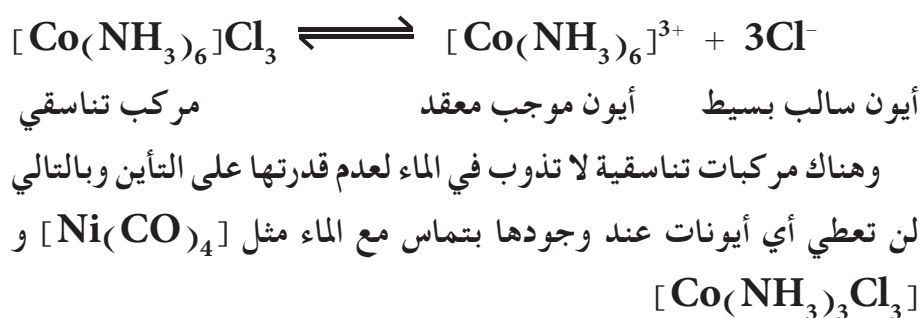 [Co(NH₃)₆]Cl₃ ⇌ [Co(NH₃)₆]³⁺ + 3Cl⁻
مركب تناسقي أيون موجب معقد أيون سالب بسيط
وهناك مركبات تناسقية لا تذوب في الماء لعدم قدرتها على التأين وبالتالي
لن تعطي أي أيونات عند وجودها بتماس مع الماء مثل [Ni(CO)₄] و
[Co(NH₃)₃Cl₃]